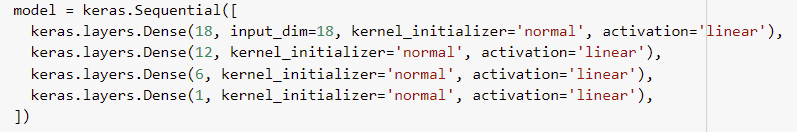 model = keras.Sequential([
keras.layers.Dense(18, input_dim=18, kernel_initializer='normal', activation='linear'),
keras.layers.Dense(12, kernel_initializer='normal', activation='linear'),
keras.layers.Dense(6, kernel_initializer='normal', activation='linear'),
keras.layers.Dense(1, kernel_initializer='normal', activation='linear'),
])